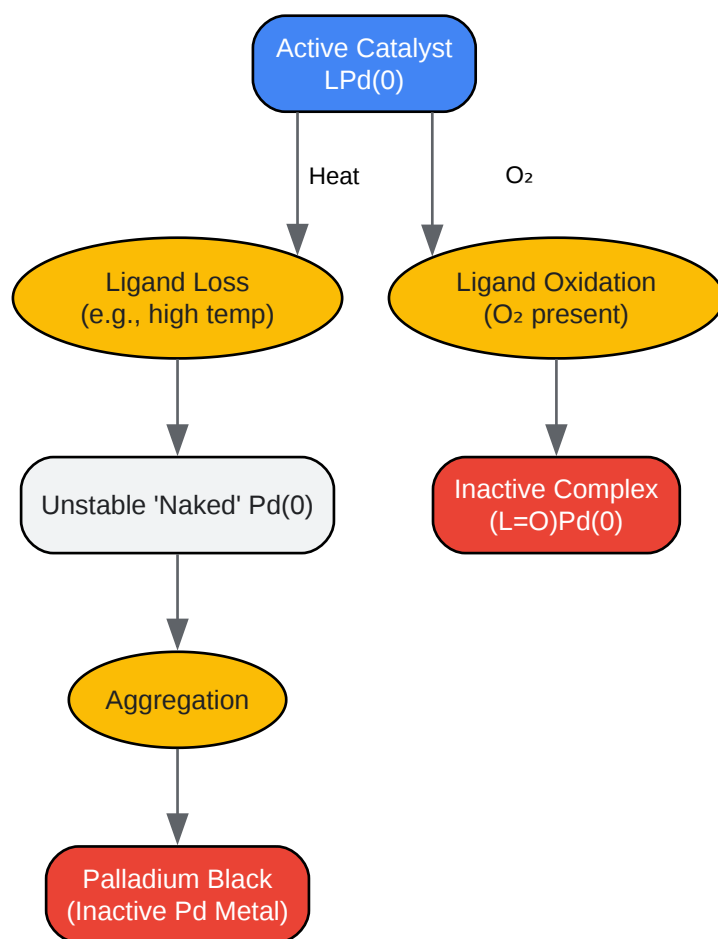 Active Catalyst
LPd(0)
Heat
O₂
Ligand Loss
(e.g., high temp)
Ligand Oxidation
(O₂ present)
Unstable 'Naked' Pd(0)
Inactive Complex
(L=O)Pd(0)
Aggregation
Palladium Black
(Inactive Pd Metal)